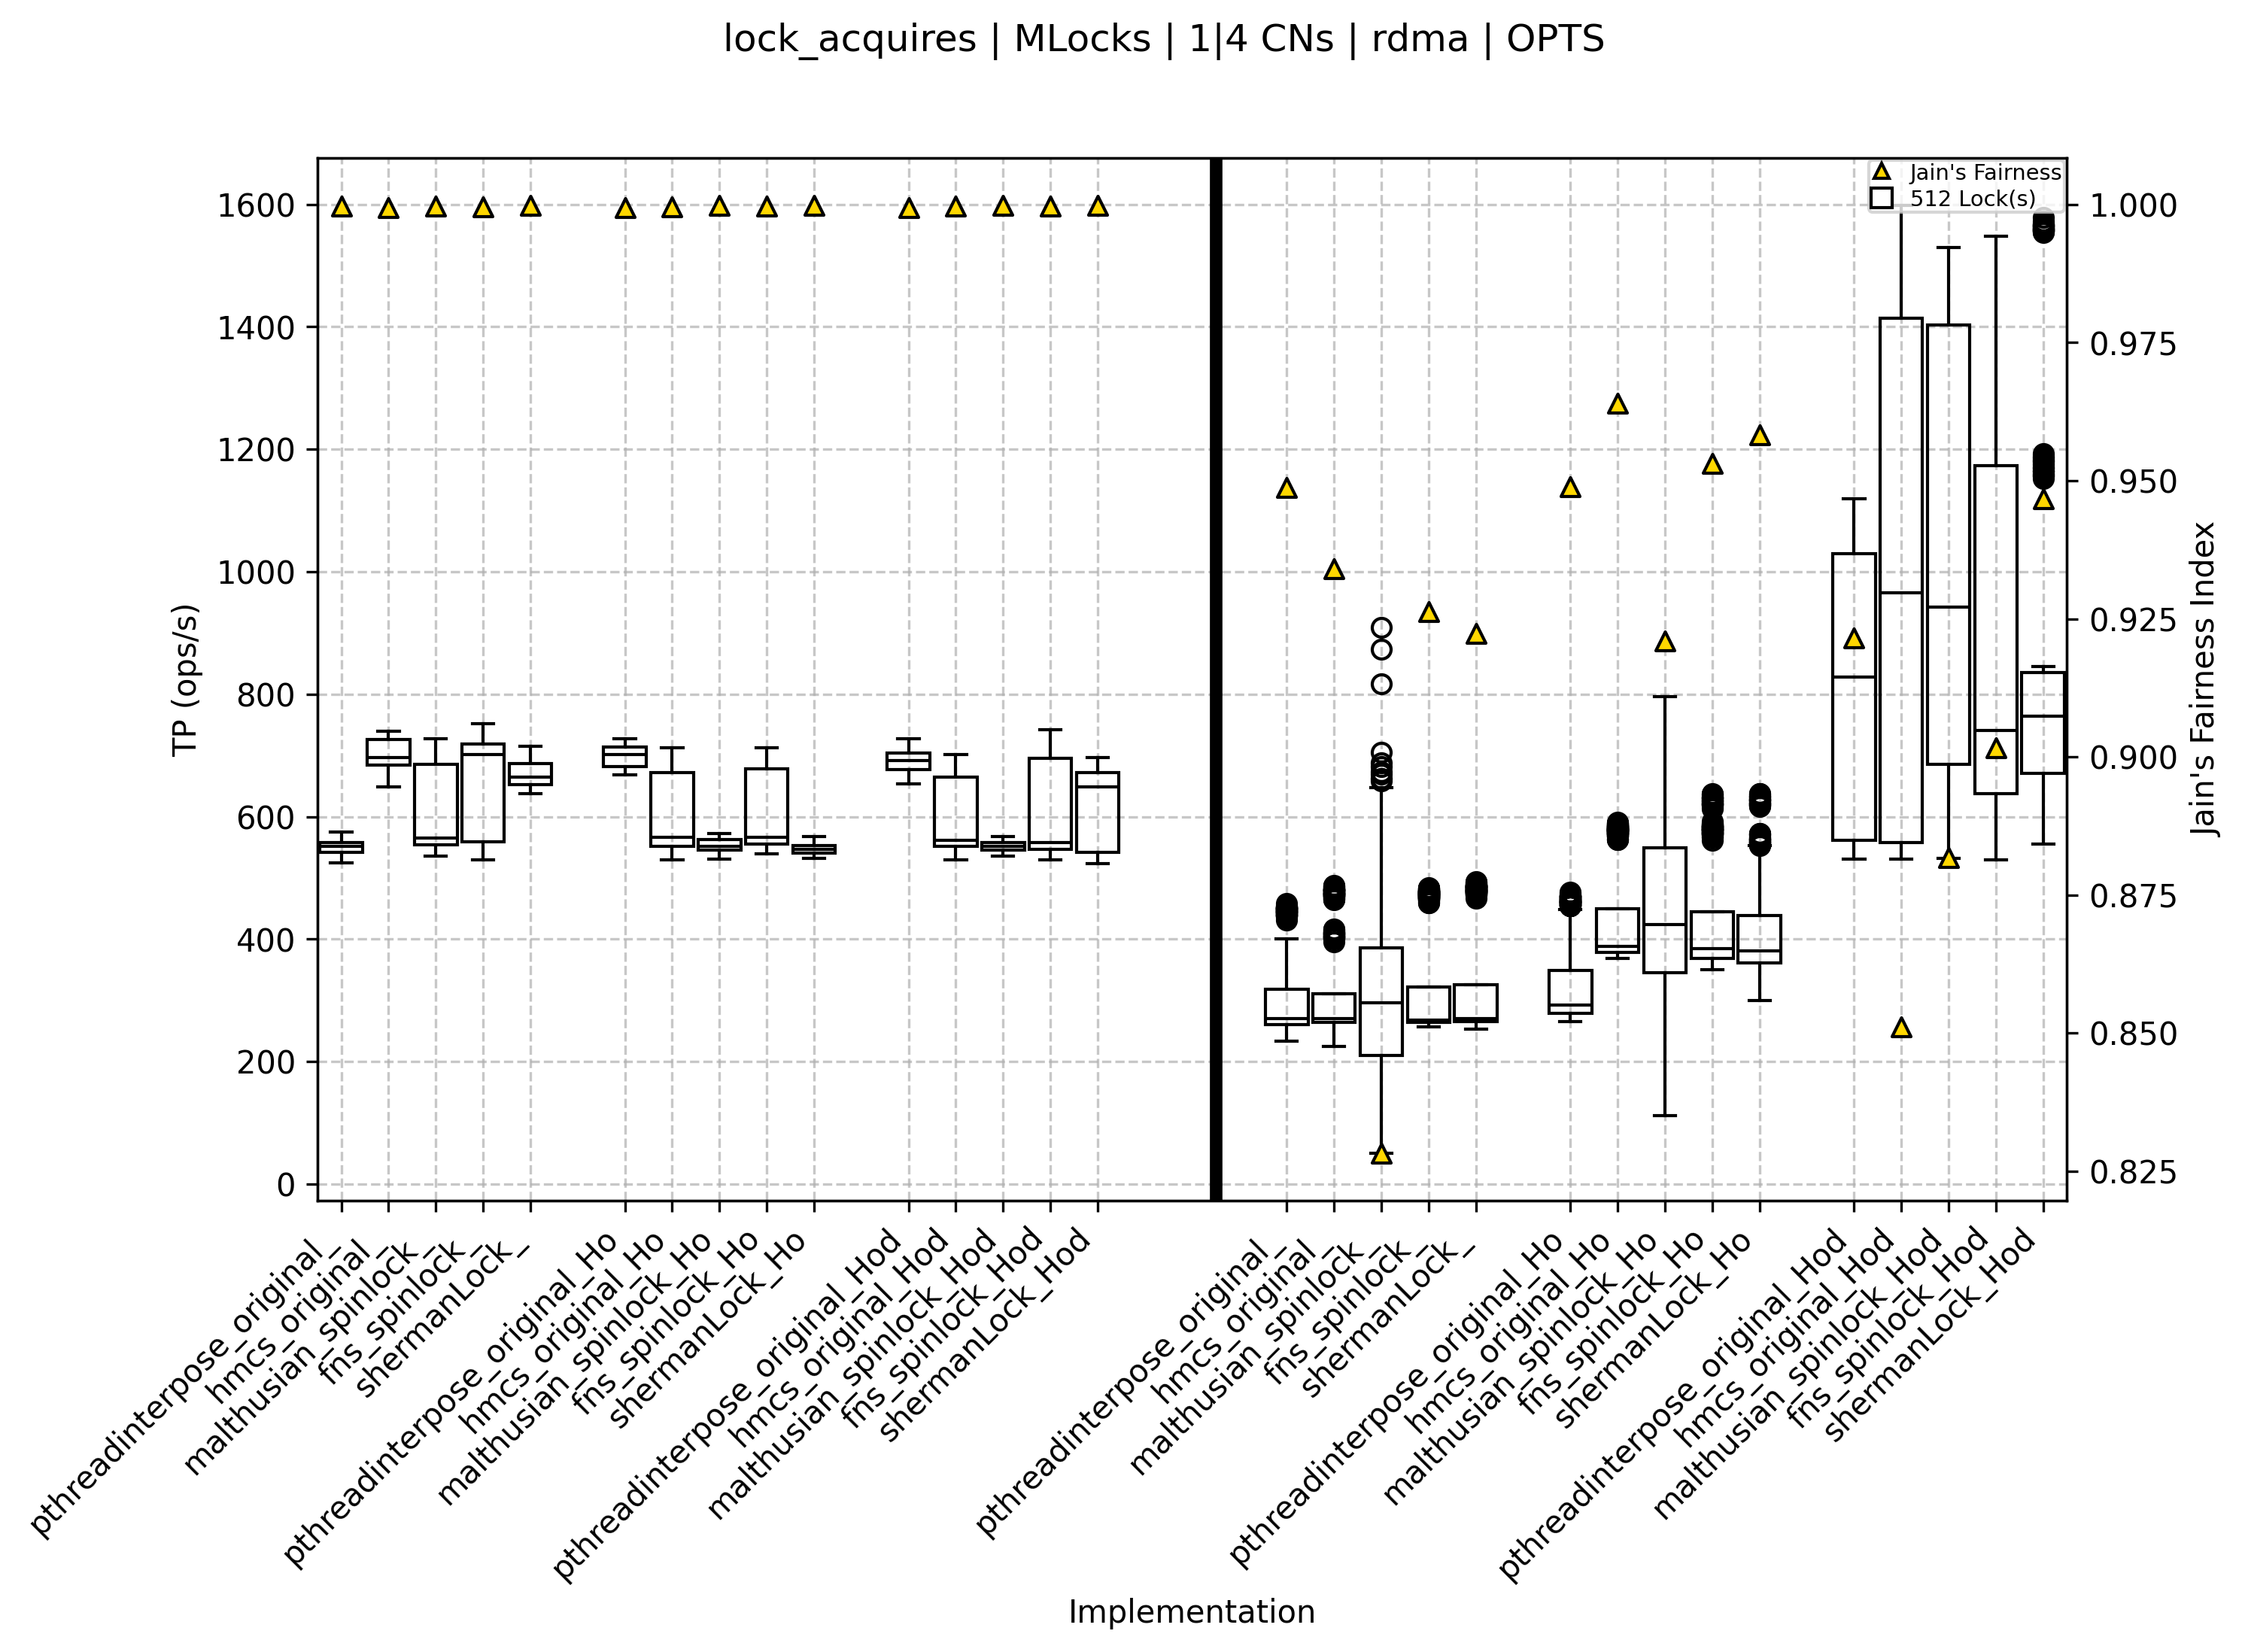 lock_acquires | MLocks | 1|4 CNs | rdma | OPTS
Jain's Fairness
512 Lock(s)
TP (ops/s)
1600
1400
1200
1000
800
600
400
200
0
1.000
0.975
0.950
0.925
0.900
0.875
0.850
0.825
Jain's Fairness Index
pthreadinterpose_original_
hmcs_original_
malthusian_spinlock_
fns_spinlock_
shermanLock_
pthreadinterpose_original_Ho
hmcs_original_Ho
malthusian_spinlock_Ho
fns_spinlock_Ho
shermanLock_Ho
pthreadinterpose_original_Hod
hmcs_original_Hod
malthusian_spinlock_Hod
fns_spinlock_Hod
shermanLock_Hod
pthreadinterpose_original_
hmcs_original_
malthusian_spinlock_
fns_spinlock_
shermanLock_
pthreadinterpose_original_Ho
hmcs_original_Ho
malthusian_spinlock_Ho
fns_spinlock_Ho
shermanLock_Ho
pthreadinterpose_original_Hod
hmcs_original_Hod
malthusian_spinlock_Hod
fns_spinlock_Hod
shermanLock_Hod
Implementation